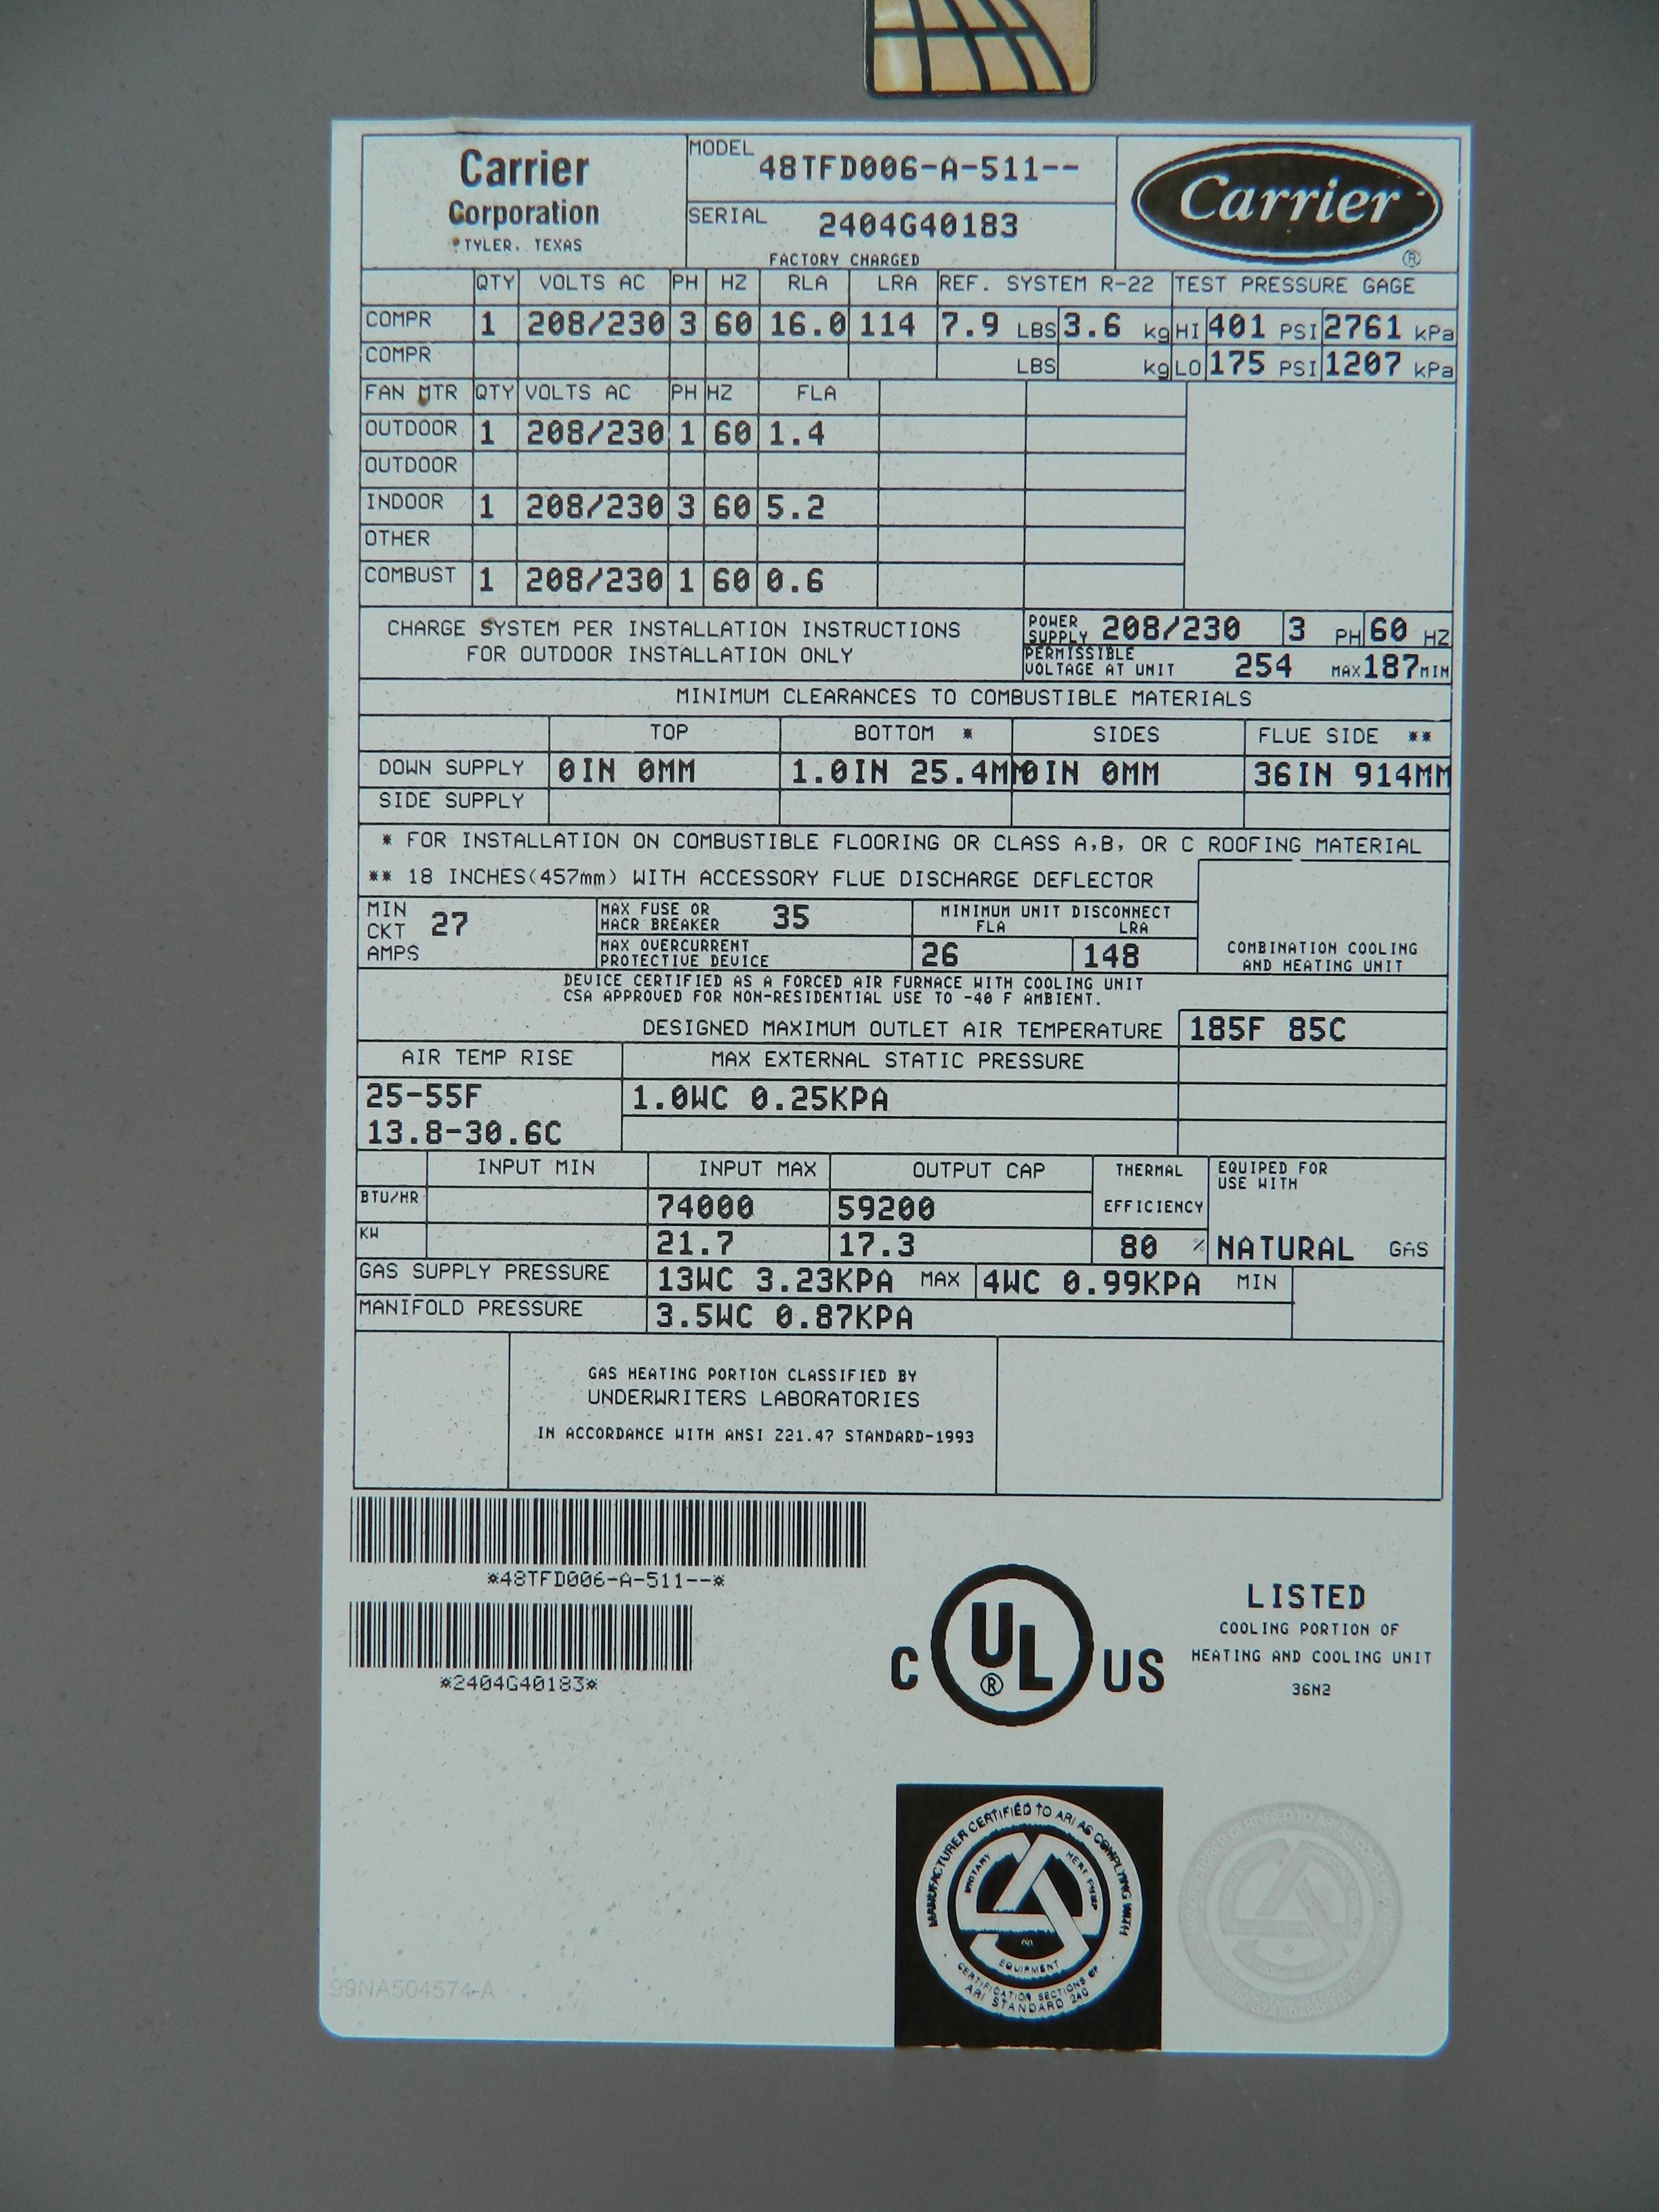 Carrier
Corporation
TYLER, TEXAS
MODEL 48TFD006-A-511--
SERIAL 2404G40183
FACTORY CHARGED
Carrier ®
QTY VOLTS AC PH HZ RLA LRA REF. SYSTEM R-22 TEST PRESSURE GAGE
COMPR 1 208/230 3 60 16.0 114 7.9 LBS 3.6 kg HI 401 PSI 2761 kPa
COMPR LBS kg LO 175 PSI 1207 kPa
FAN MTR QTY VOLTS AC PH HZ FLA
OUTDOOR 1 208/230 1 60 1.4
OUTDOOR
INDOOR 1 208/230 3 60 5.2
OTHER
COMBUST 1 208/230 1 60 0.6
CHARGE SYSTEM PER INSTALLATION INSTRUCTIONS
FOR OUTDOOR INSTALLATION ONLY
POWER SUPPLY 208/230 3 PH 60 HZ
PERMISSIBLE VOLTAGE AT UNIT 254 MAX 187 MIN
MINIMUM CLEARANCES TO COMBUSTIBLE MATERIALS
TOP BOTTOM * SIDES FLUE SIDE **
DOWN SUPPLY 0IN 0MM 1.0IN 25.4MM 0IN 0MM 36IN 914MM
SIDE SUPPLY
* FOR INSTALLATION ON COMBUSTIBLE FLOORING OR CLASS A,B, OR C ROOFING MATERIAL
** 18 INCHES(457mm) WITH ACCESSORY FLUE DISCHARGE DEFLECTOR
MIN CKT AMPS 27
MAX FUSE OR HACR BREAKER 35
MAX OVERCURRENT PROTECTIVE DEVICE
MINIMUM UNIT DISCONNECT
FLA LRA
26 148
COMBINATION COOLING
AND HEATING UNIT
DEVICE CERTIFIED AS A FORCED AIR FURNACE WITH COOLING UNIT
CSA APPROVED FOR NON-RESIDENTIAL USE TO -40 F AMBIENT.
DESIGNED MAXIMUM OUTLET AIR TEMPERATURE 185F 85C
AIR TEMP RISE MAX EXTERNAL STATIC PRESSURE
25-55F 1.0WC 0.25KPA
13.8-30.6C
INPUT MIN INPUT MAX OUTPUT CAP THERMAL EFFICIENCY EQUIPED FOR USE WITH
BTU/HR 74000 59200
KW 21.7 17.3 80 % NATURAL GAS
GAS SUPPLY PRESSURE 13WC 3.23KPA MAX 4WC 0.99KPA MIN
MANIFOLD PRESSURE 3.5WC 0.87KPA
GAS HEATING PORTION CLASSIFIED BY
UNDERWRITERS LABORATORIES
IN ACCORDANCE WITH ANSI Z21.47 STANDARD-1993
*48TFD006-A-511--*
*2404G40183*
C UL ® US
LISTED
COOLING PORTION OF
HEATING AND COOLING UNIT
36N2
MANUFACTURER CERTIFIED TO ARI AS COMPLYING WITH
UNITARY HEAT PUMP
EQUIPMENT
CERTIFICATION SECTIONS OF
ARI STANDARD 240
99NA504574-A